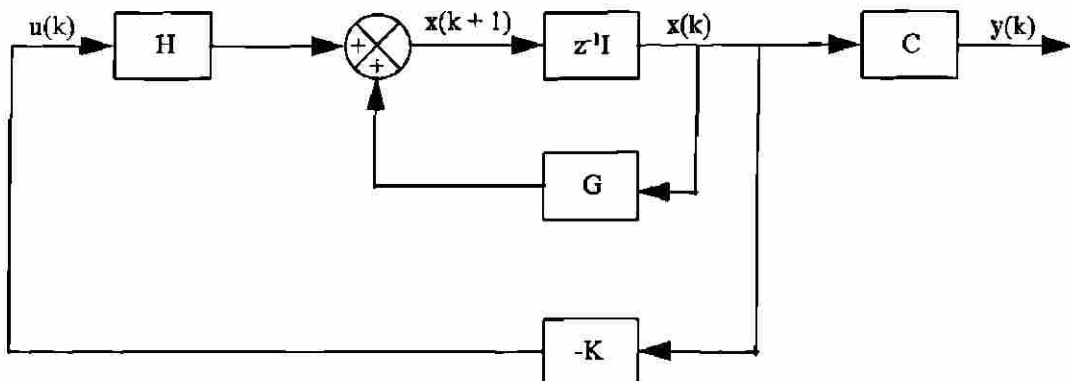 u(k)
H
+
+
x(k + 1)
z⁻¹I
x(k)
C
y(k)
G
-K